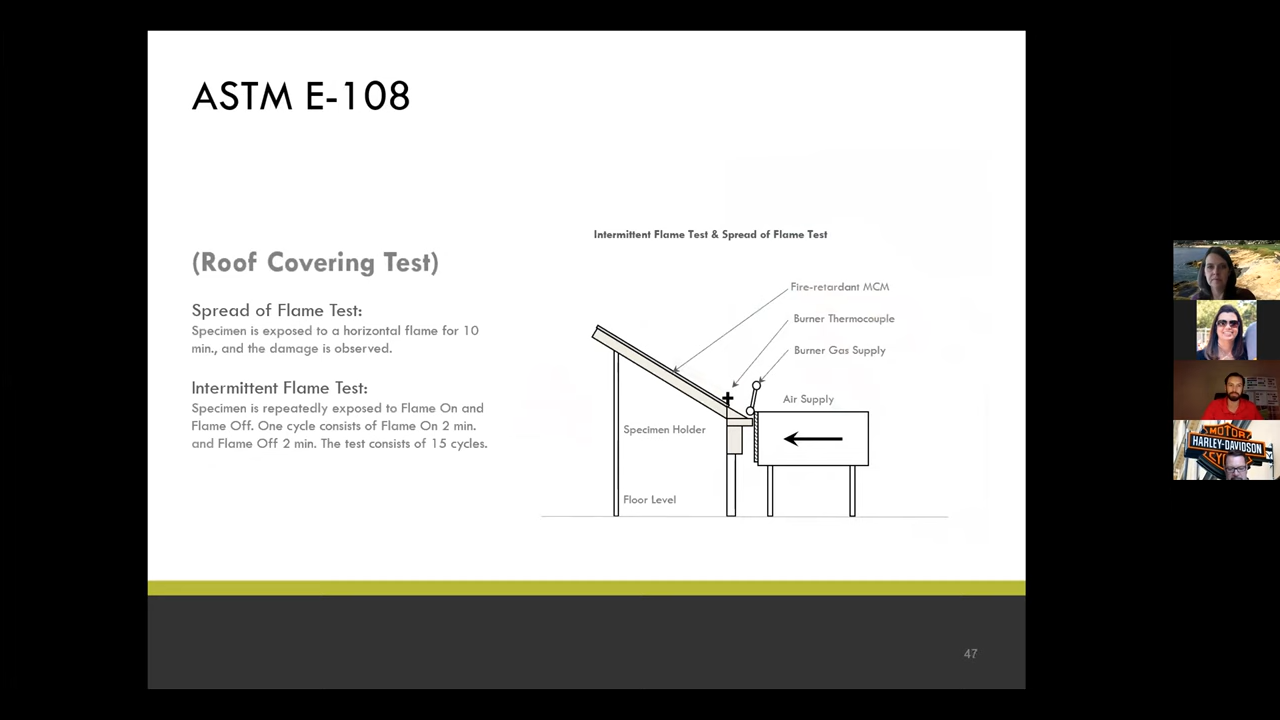 ASTM E-108
(Roof Covering Test)
Spread of Flame Test:
Specimen is exposed to a horizontal flame for 10
min., and the damage is observed.
Intermittent Flame Test:
Specimen is repeatedly exposed to Flame On and
Flame Off. One cycle consists of Flame On 2 min.
and Flame Off 2 min. The test consists of 15 cycles.
Intermittent Flame Test & Spread of Flame Test
Fire-retardant MCM
Burner Thermocouple
Burner Gas Supply
Air Supply
Specimen Holder
Floor Level
47
MOTOR
HARLEY-DAVIDSON